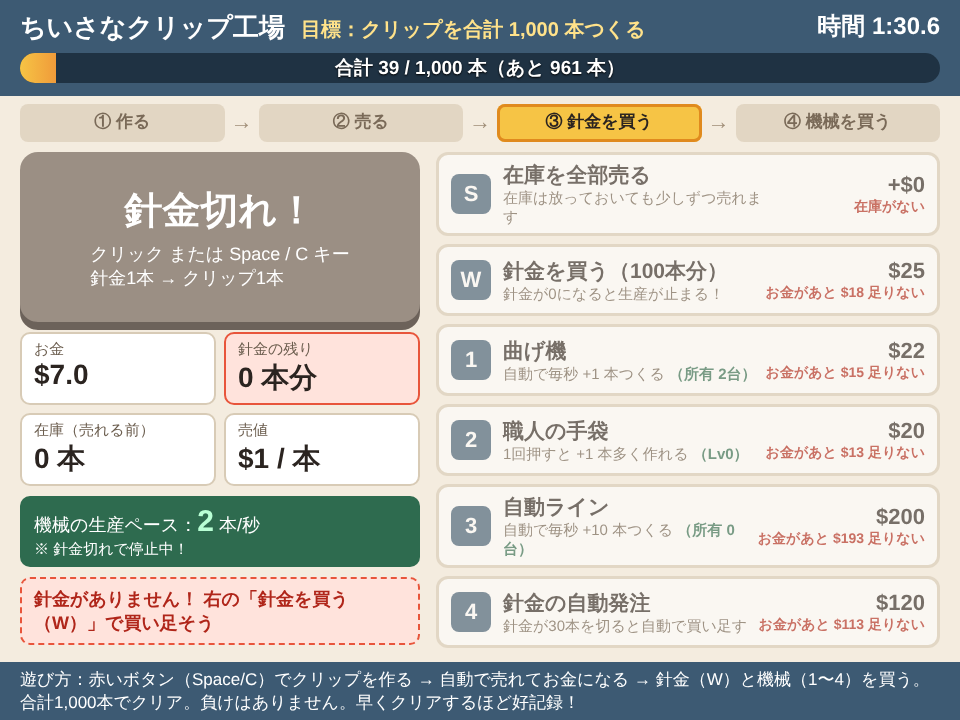 ちいさなクリップ工場 目標：クリップを合計 1,000 本つくる 時間 1:30.6
合計 39 / 1,000 本（あと 961 本）
① 作る → ② 売る → ③ 針金を買う → ④ 機械を買う
針金切れ！
クリック または Space / C キー
針金1本 → クリップ1本
お金
$7.0
針金の残り
0 本分
在庫（売れる前）
0 本
売値
$1 / 本
機械の生産ペース：2 本/秒
※ 針金切れで停止中！
針金がありません！ 右の「針金を買う
（W）」で買い足そう
S
在庫を全部売る
在庫は放っておいても少しずつ売れま
す
+$0
在庫がない
W
針金を買う（100本分）
針金が0になると生産が止まる！
$25
お金があと $18 足りない
1
曲げ機
自動で毎秒 +1 本つくる （所有 2台）
$22
お金があと $15 足りない
2
職人の手袋
1回押すと +1 本多く作れる （Lv0）
$20
お金があと $13 足りない
3
自動ライン
自動で毎秒 +10 本つくる （所有 0
台）
$200
お金があと $193 足りない
4
針金の自動発注
針金が30本を切ると自動で買い足す
$120
お金があと $113 足りない
遊び方：赤いボタン（Space/C）でクリップを作る → 自動で売れてお金になる → 針金（W）と機械（1〜4）を買う。
合計1,000本でクリア。負けはありません。早くクリアするほど好記録！